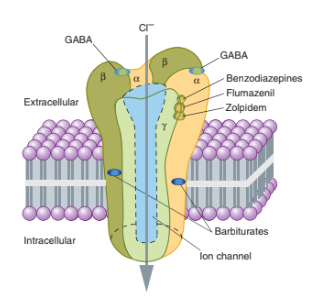 Cl⁻
GABA
β
α
β
α
GABA
Benzodiazepines
Flumazenil
Zolpidem
Extracellular
γ
Intracellular
Barbiturates
Ion channel